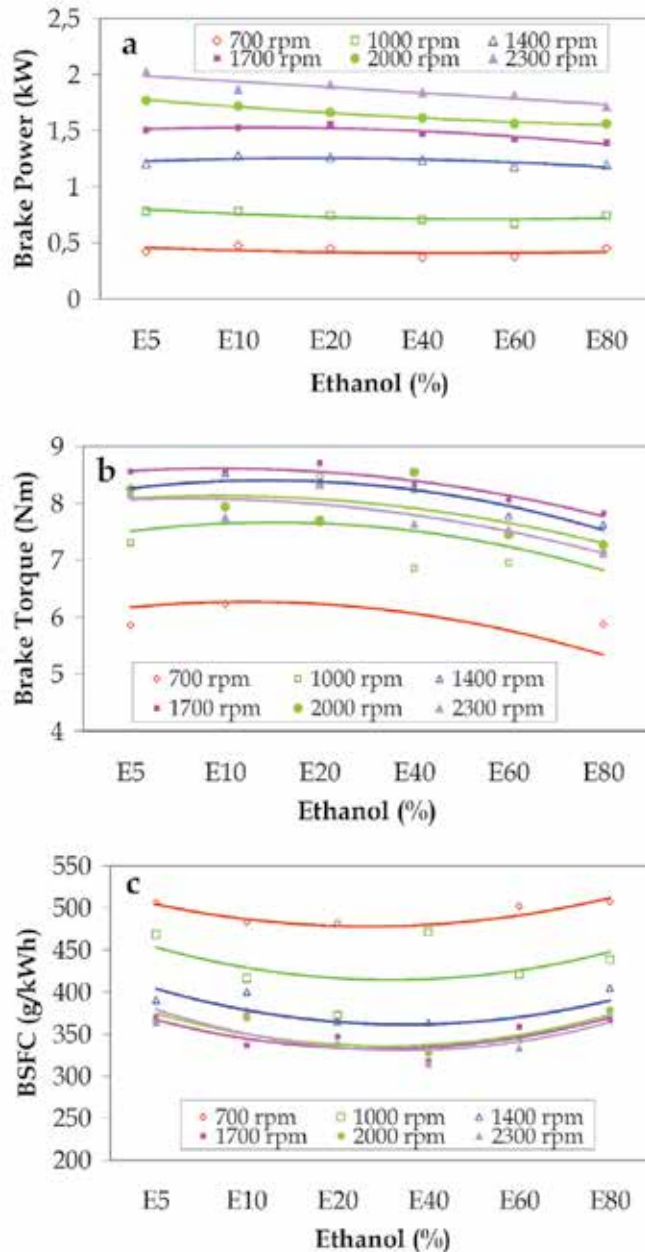 a
700 rpm 1000 rpm 1400 rpm
1700 rpm 2000 rpm 2300 rpm
Brake Power (kW)
2,5
2
1,5
1
0,5
0
E5 E10 E20 E40 E60 E80
Ethanol (%)
b
Brake Torque (Nm)
9
8
7
6
5
4
700 rpm 1000 rpm 1400 rpm
1700 rpm 2000 rpm 2300 rpm
E5 E10 E20 E40 E60 E80
Ethanol (%)
c
BSFC (g/kWh)
550
500
450
400
350
300
250
200
700 rpm 1000 rpm 1400 rpm
1700 rpm 2000 rpm 2300 rpm
E5 E10 E20 E40 E60 E80
Ethanol (%)